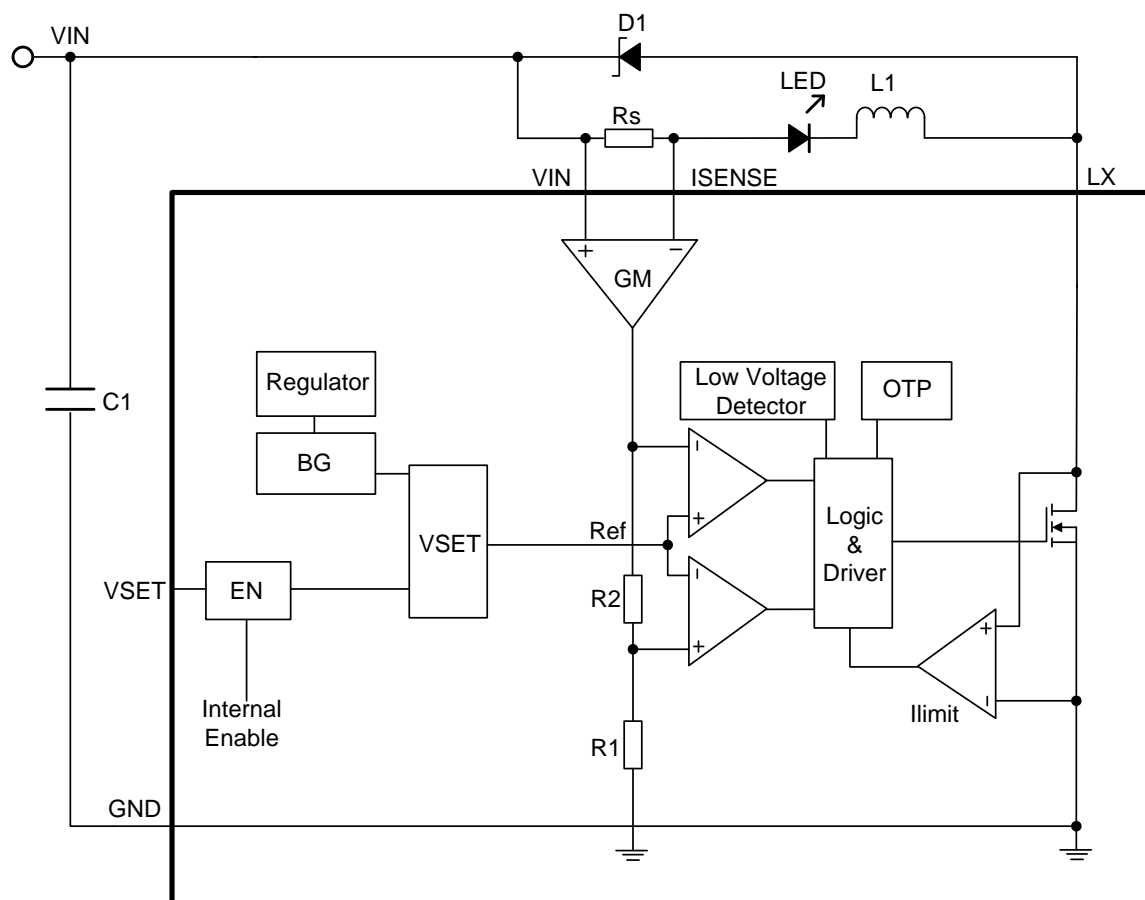 D1
VIN
LED
L1
Rs
VIN
ISENSE
LX
+
−
GM
Regulator
Low Voltage
Detector
OTP
C1
BG
VSET
Ref
Logic
&
Driver
VSET
EN
R2
Internal
Enable
Ilimit
R1
GND